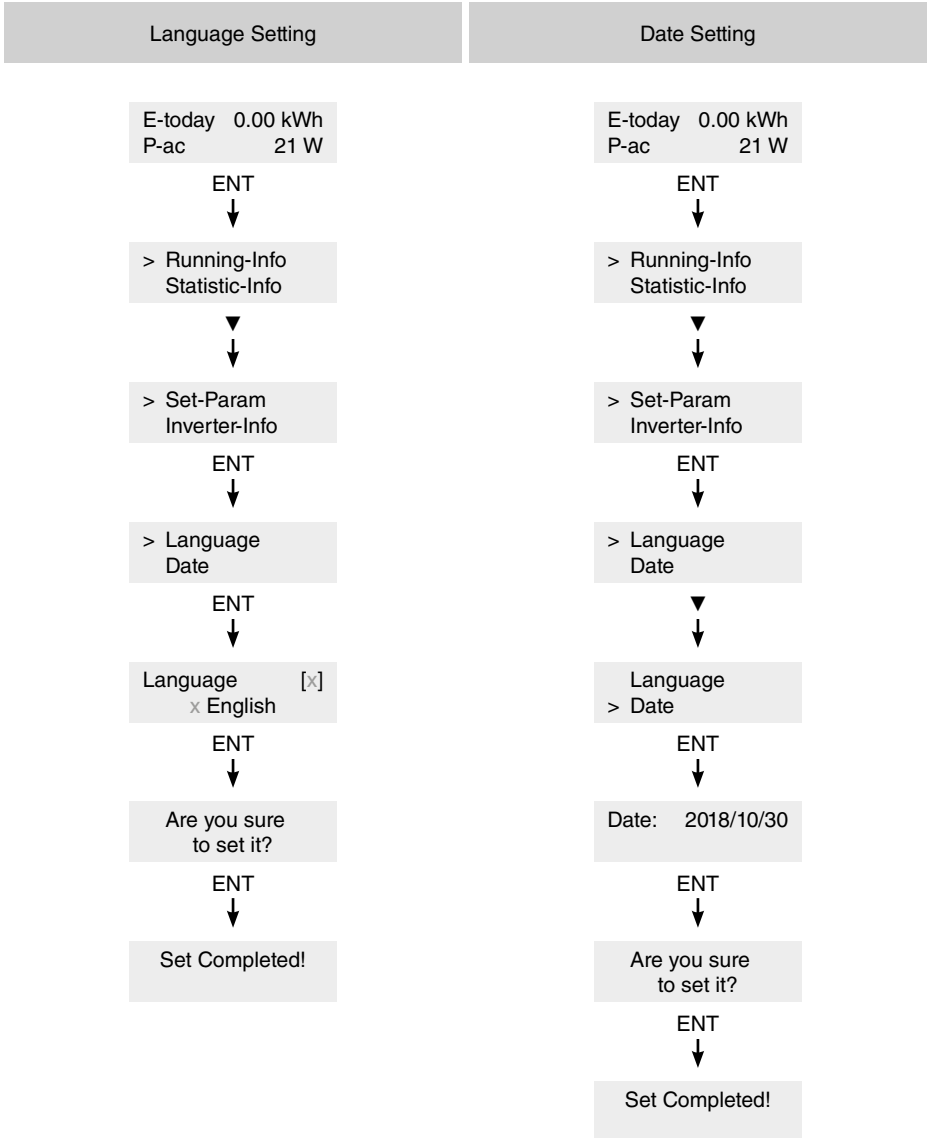 Language Setting
E-today 0.00 kWh
P-ac 21 W
ENT
> Running-Info
Statistic-Info
▼
> Set-Param
Inverter-Info
ENT
> Language
Date
ENT
Language [x]
x English
ENT
Are you sure
to set it?
ENT
Set Completed!
Date Setting
E-today 0.00 kWh
P-ac 21 W
ENT
> Running-Info
Statistic-Info
▼
> Set-Param
Inverter-Info
ENT
> Language
Date
▼
Language
> Date
ENT
Date: 2018/10/30
ENT
Are you sure
to set it?
ENT
Set Completed!